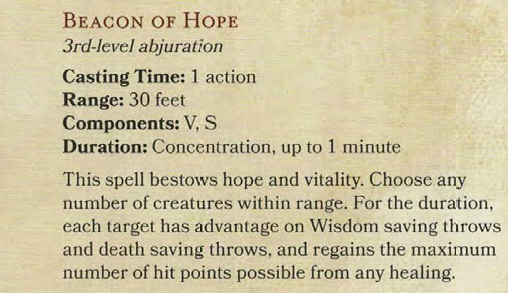 BEACON OF HOPE
3rd-level abjuration
Casting Time: 1 action
Range: 30 feet
Components: V, S
Duration: Concentration, up to 1 minute
This spell bestows hope and vitality. Choose any
number of creatures within range. For the duration,
each target has advantage on Wisdom saving throws
and death saving throws, and regains the maximum
number of hit points possible from any healing.